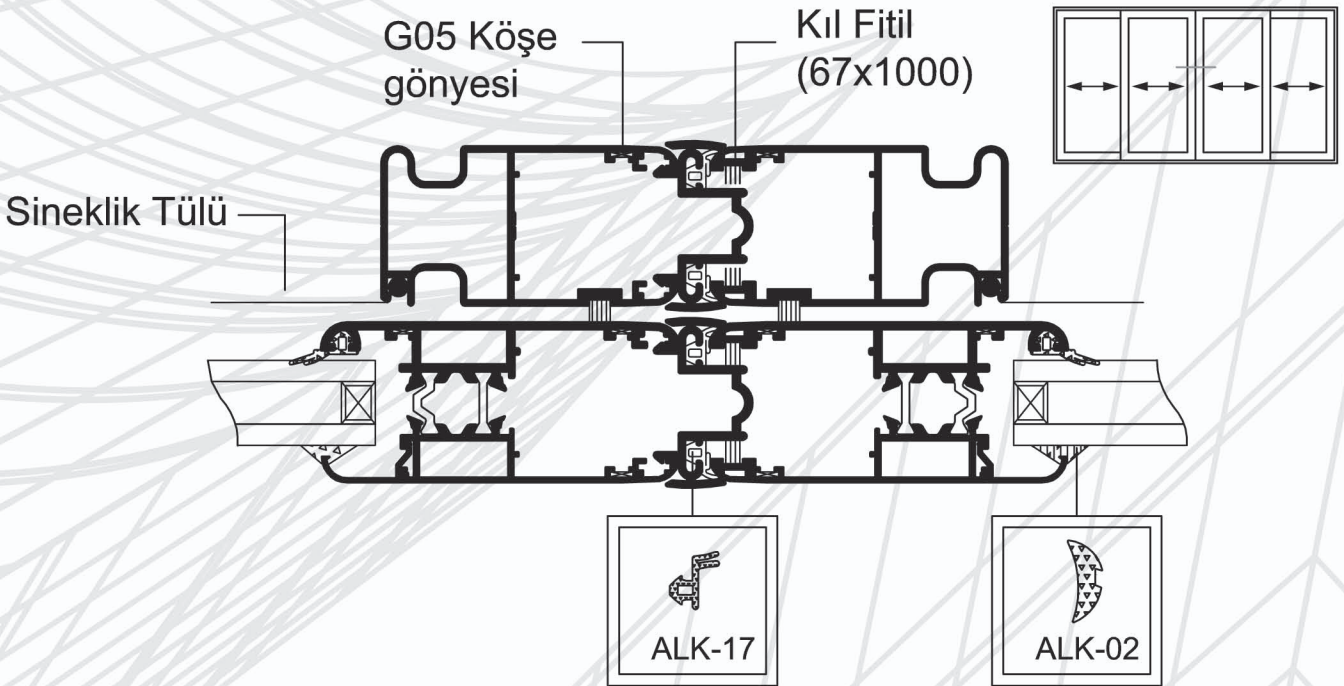 G05 Köşe
gönyesi
Kıl Fitil
(67x1000)
Sineklik Tülü
ALK-17
ALK-02